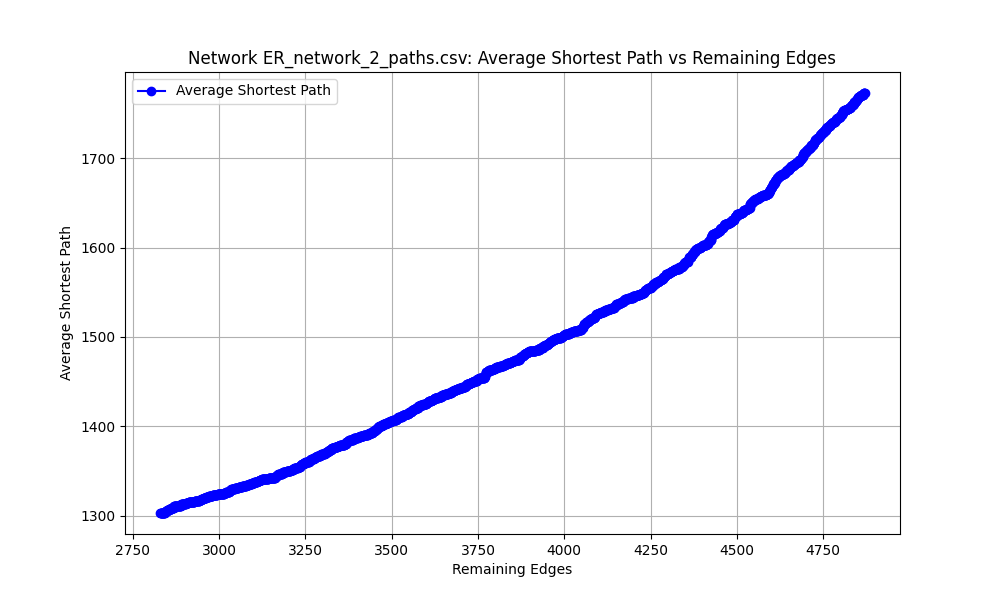 Network ER_network_2_paths.csv: Average Shortest Path vs Remaining Edges
Average Shortest Path
1700
1600
1500
1400
1300
Average Shortest Path
2750 3000 3250 3500 3750 4000 4250 4500 4750
Remaining Edges